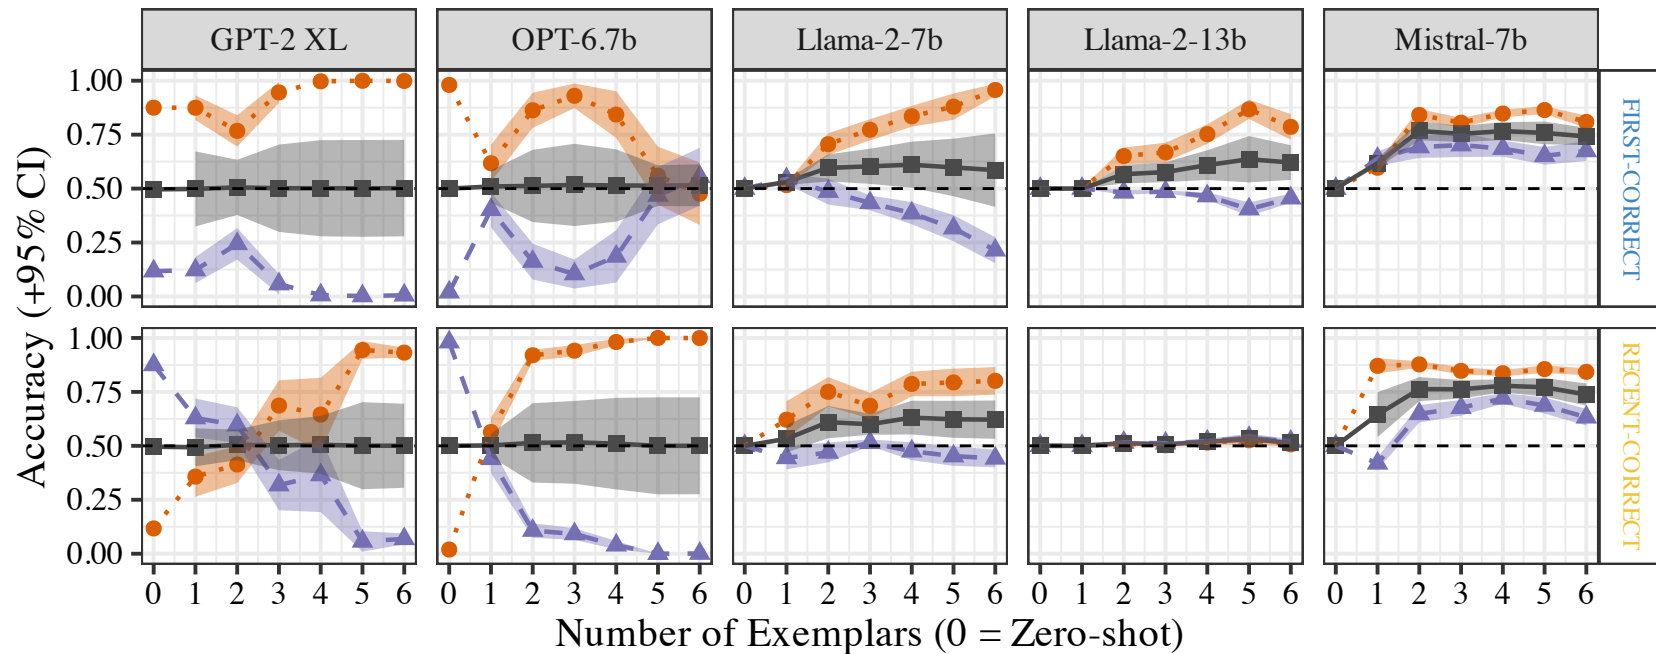 GPT-2 XL OPT-6.7b Llama-2-7b Llama-2-13b Mistral-7b
Accuracy (+95% CI)
1.00
0.75
0.50
0.25
0.00
FIRST-CORRECT
1.00
0.75
0.50
0.25
0.00
RECENT-CORRECT
0 1 2 3 4 5 6 0 1 2 3 4 5 6 0 1 2 3 4 5 6 0 1 2 3 4 5 6 0 1 2 3 4 5 6
Number of Exemplars (0 = Zero-shot)